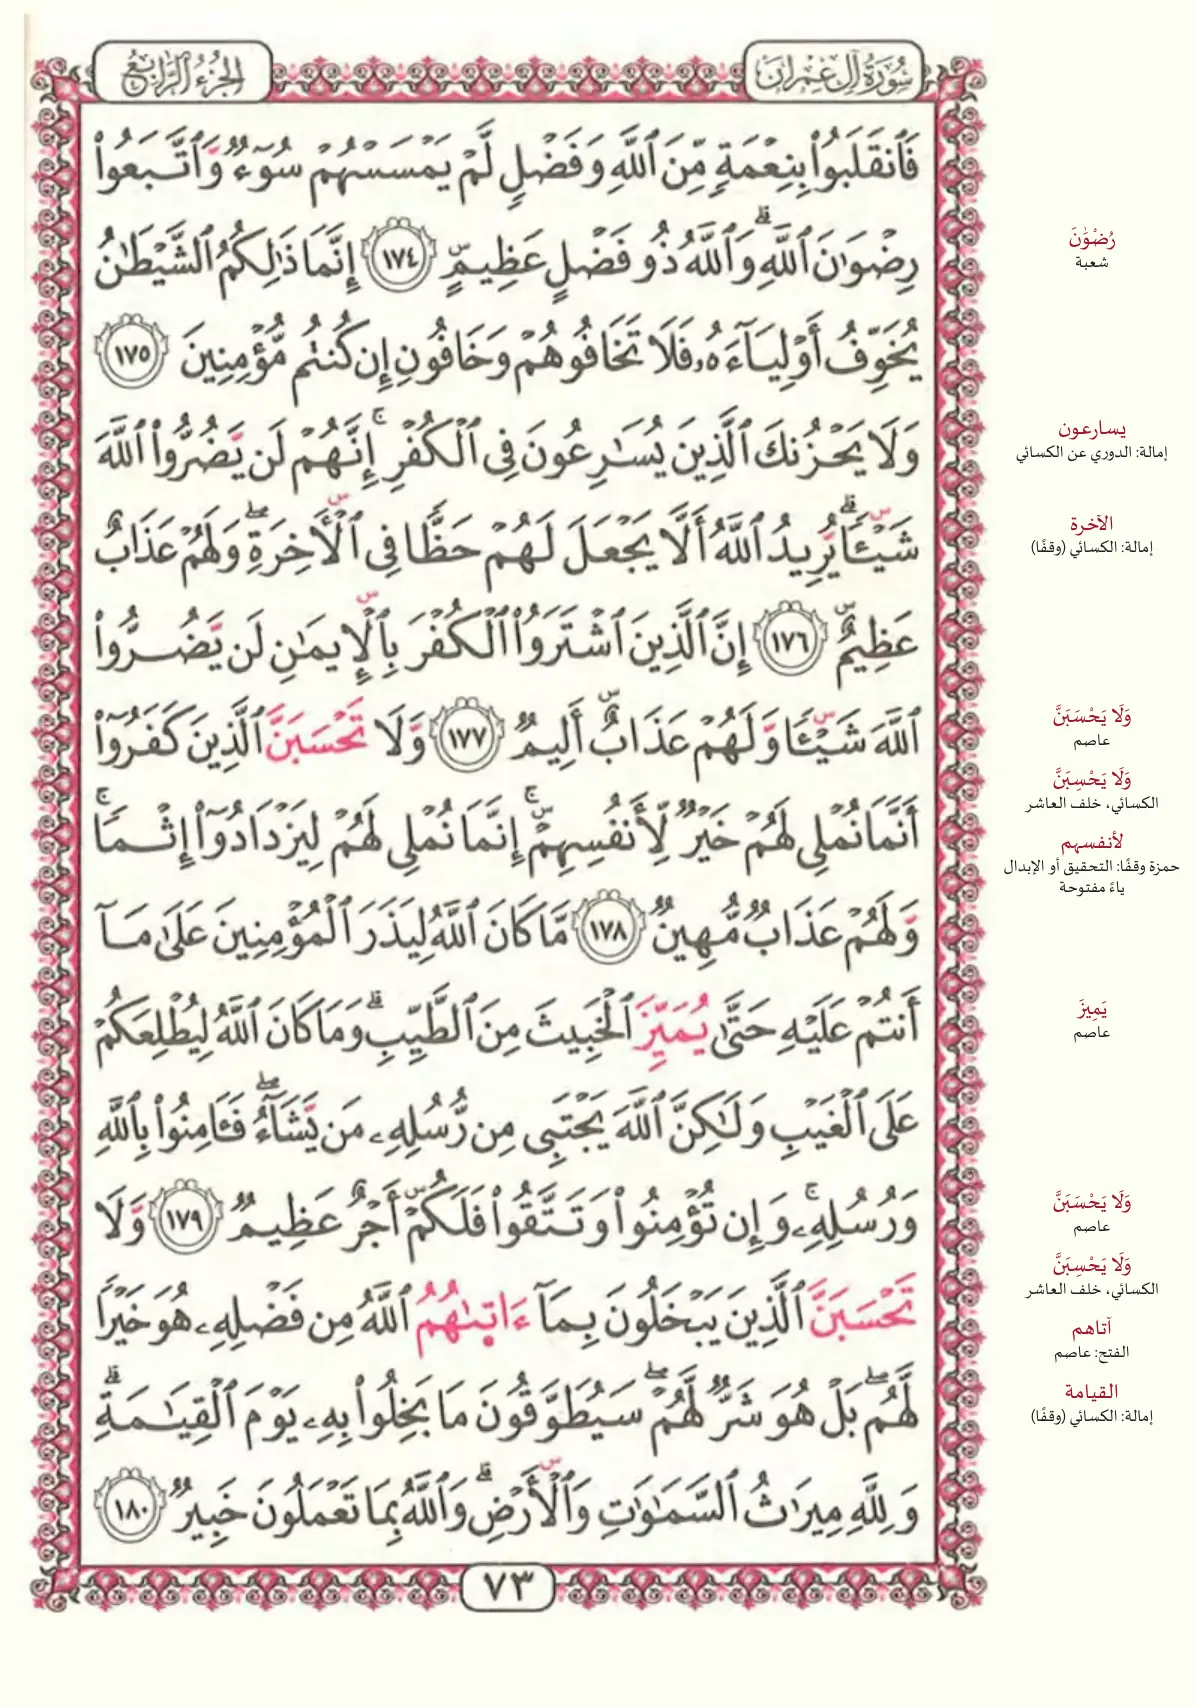 سُورَةُ آلِ عِمْرَان
الجُزْءُ الرَّابِعُ
فَٱنقَلَبُوا۟ بِنِعْمَةٍ مِّنَ ٱللَّهِ وَفَضْلٍ لَّمْ يَمْسَسْهُمْ سُوٓءٌ وَٱتَّبَعُوا۟
رِضْوَٰنَ ٱللَّهِ ۗ وَٱللَّهُ ذُو فَضْلٍ عَظِيمٍ ١٧٤ إِنَّمَا ذَٰلِكُمُ ٱلشَّيْطَٰنُ
يُخَوِّفُ أَوْلِيَآءَهُۥ فَلَا تَخَافُوهُمْ وَخَافُونِ إِن كُنتُم مُّؤْمِنِينَ ١٧٥
وَلَا يَحْزُنكَ ٱلَّذِينَ يُسَٰرِعُونَ فِى ٱلْكُفْرِ ۚ إِنَّهُمْ لَن يَضُرُّوا۟ ٱللَّهَ
شَيْـًٔا ۗ يُرِيدُ ٱللَّهُ أَلَّا يَجْعَلَ لَهُمْ حَظًّا فِى ٱلْأَخِرَةِ ۖ وَلَهُمْ عَذَابٌ
عَظِيمٌ ١٧٦ إِنَّ ٱلَّذِينَ ٱشْتَرَوُا۟ ٱلْكُفْرَ بِٱلْإِيمَٰنِ لَن يَضُرُّوا۟
ٱللَّهَ شَيْـًٔا وَلَهُمْ عَذَابٌ أَلِيمٌ ١٧٧ وَلَا تَحْسَبَنَّ ٱلَّذِينَ كَفَرُوٓا۟
أَنَّمَا نُمْلِى لَهُمْ خَيْرٌ لِّأَنفُسِهِمْ ۚ إِنَّمَا نُمْلِى لَهُمْ لِيَزْدَادُوٓا۟ إِثْمًا ۚ
وَلَهُمْ عَذَابٌ مُّهِينٌ ١٧٨ مَّا كَانَ ٱللَّهُ لِيَذَرَ ٱلْمُؤْمِنِينَ عَلَىٰ مَآ
أَنتُمْ عَلَيْهِ حَتَّىٰ يُمَيِّزَ ٱلْخَبِيثَ مِنَ ٱلطَّيِّبِ ۗ وَمَا كَانَ ٱللَّهُ لِيُطْلِعَكُمْ
عَلَى ٱلْغَيْبِ وَلَٰكِنَّ ٱللَّهَ يَجْتَبِى مِن رُّسُلِهِۦ مَن يَشَآءُ ۖ فَـَٔامِنُوا۟ بِٱللَّهِ
وَرُسُلِهِۦ ۚ وَإِن تُؤْمِنُوا۟ وَتَتَّقُوا۟ فَلَكُمْ أَجْرٌ عَظِيمٌ ١٧٩ وَلَا
تَحْسَبَنَّ ٱلَّذِينَ يَبْخَلُونَ بِمَآ ءَاتَىٰهُمُ ٱللَّهُ مِن فَضْلِهِۦ هُوَ خَيْرًا
لَّهُم ۖ بَلْ هُوَ شَرٌّ لَّهُمْ ۖ سَيُطَوَّقُونَ مَا بَخِلُوا۟ بِهِۦ يَوْمَ ٱلْقِيَٰمَةِ ۗ
وَلِلَّهِ مِيرَٰثُ ٱلسَّمَٰوَٰتِ وَٱلْأَرْضِ ۗ وَٱللَّهُ بِمَا تَعْمَلُونَ خَبِيرٌ ١٨٠
٧٣
رُضْوَٰنَ
شعبة
يسارعون
إمالة: الدوري عن الكسائي
الآخرة
إمالة: الكسائي (وقفًا)
وَلَا يَحْسَبَنَّ
عاصم
وَلَا يَحْسِبَنَّ
الكسائي، خلف العاشر
لأنفسهم
حمزة وقفًا: التحقيق أو الإبدال
ياءً مفتوحة
يَمِيزَ
عاصم
وَلَا يَحْسَبَنَّ
عاصم
وَلَا يَحْسِبَنَّ
الكسائي، خلف العاشر
آتاهم
الفتح: عاصم
القيامة
إمالة: الكسائي (وقفًا)